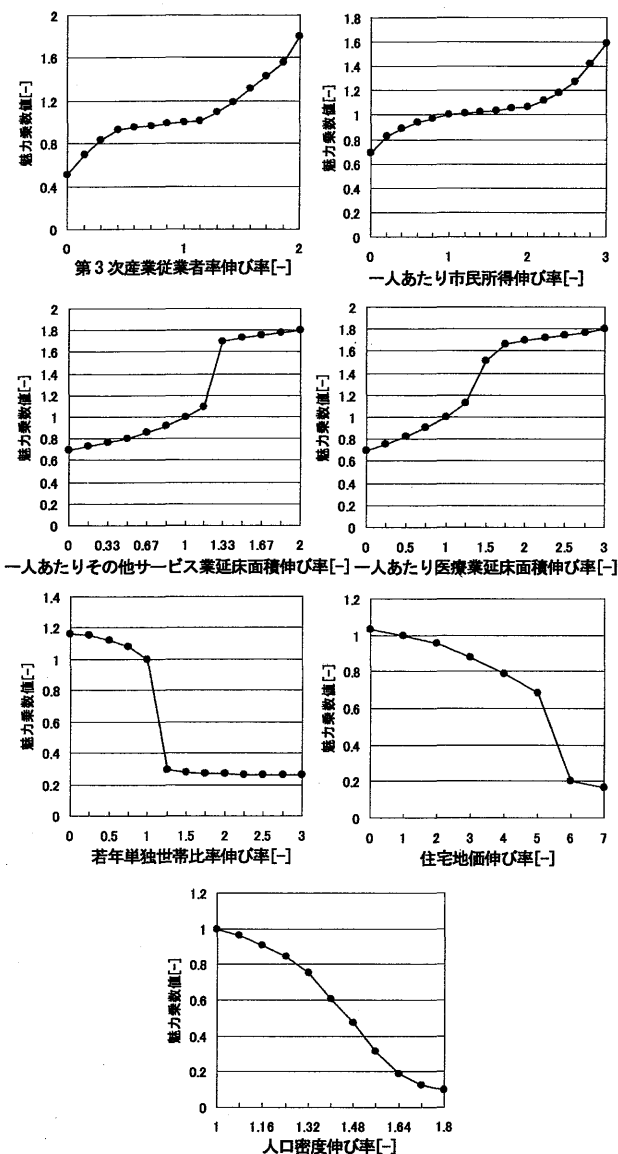 2
1.6
1.2
0.8
0.4
0
魅力乗数値[-]
0 1 2
第3次産業従業者率伸び率[-]
1.8
1.6
1.4
1.2
1
0.8
0.6
0.4
0.2
0
魅力乗数値[-]
0 1 2 3
一人あたり市民所得伸び率[-]
2
1.8
1.6
1.4
1.2
1
0.8
0.6
0.4
0.2
0
魅力乗数値[-]
0 0.33 0.67 1 1.33 1.67 2
一人あたりその他サービス業延床面積伸び率[-]
2
1.8
1.6
1.4
1.2
1
0.8
0.6
0.4
0.2
0
魅力乗数値[-]
0 0.5 1 1.5 2 2.5 3
一人あたり医療業延床面積伸び率[-]
1.4
1.2
1
0.8
0.6
0.4
0.2
0
魅力乗数値[-]
0 0.5 1 1.5 2 2.5 3
若年単独世帯比率伸び率[-]
1.2
1
0.8
0.6
0.4
0.2
0
魅力乗数値[-]
0 1 2 3 4 5 6 7
住宅地価伸び率[-]
1.2
1
0.8
0.6
0.4
0.2
0
魅力乗数値[-]
1 1.16 1.32 1.48 1.64 1.8
人口密度伸び率[-]